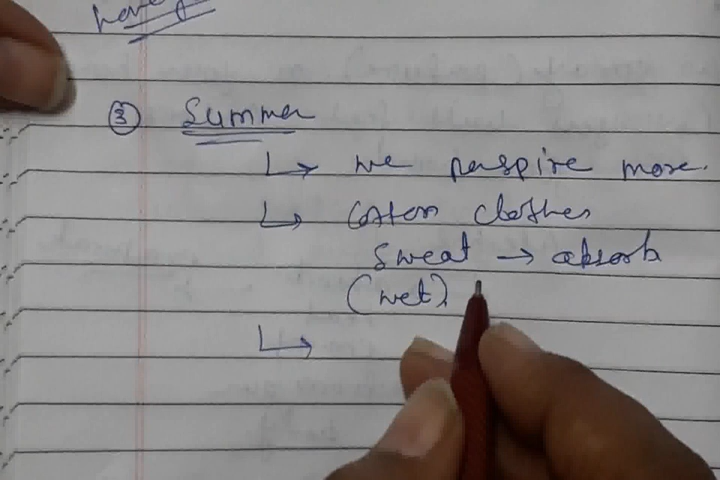 ③ Summer
↳ we perspire more.
↳ Cotton clothes
sweat → absorb
(wet)
↳